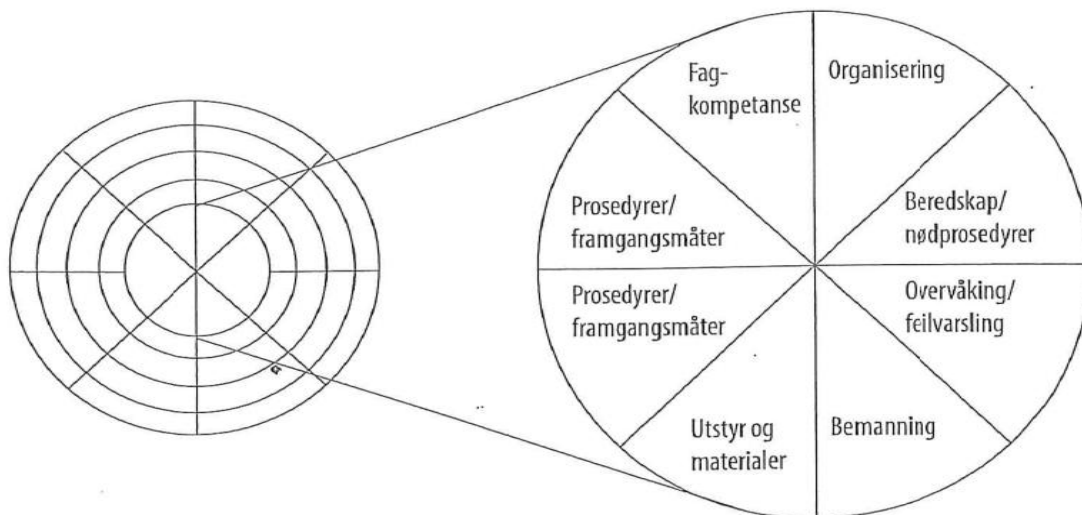 Fag-
kompetanse
Organisering
Prosedyrer/
framgangsmåter
Beredskap/
nødprosedyrer
Prosedyrer/
framgangsmåter
Overvåking/
feilvarsling
Utstyr og
materialer
Bemanning